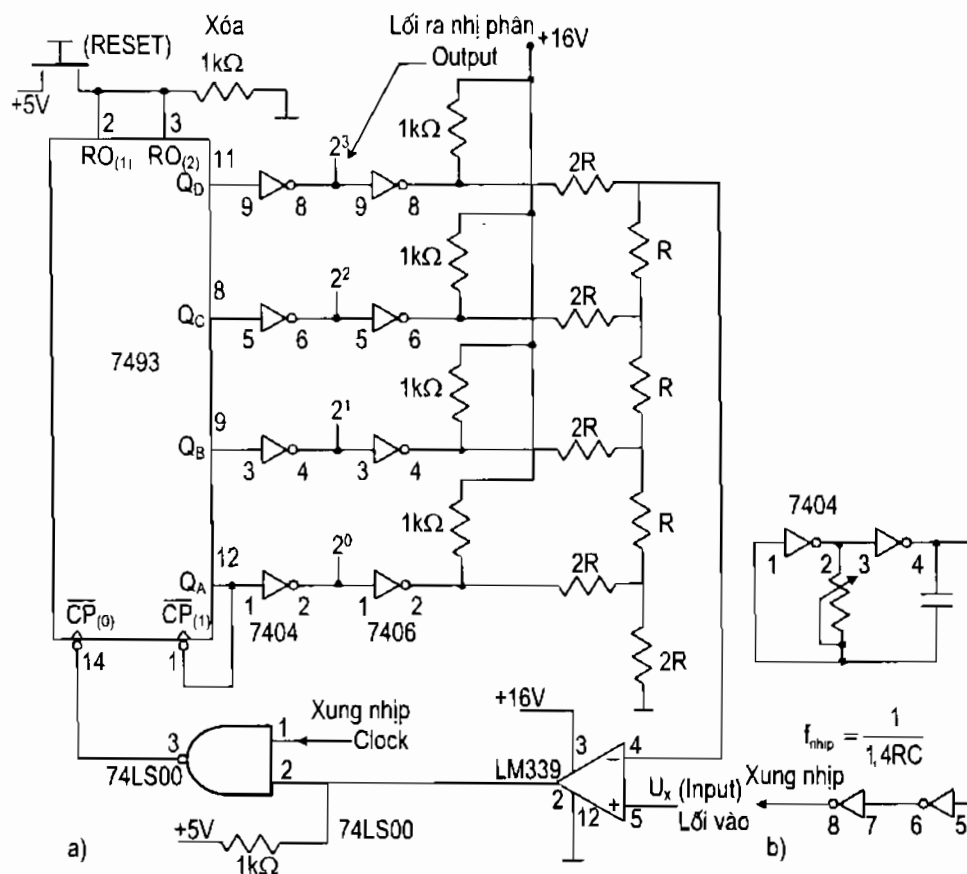 Xóa
(RESET)
1kΩ
+5V
Lối ra nhị phân
Output
+16V
2 3
RO(1) RO(2)
11
QD
9 8
2³
9 8
1kΩ
2R
R
8
QC
5 6
2²
5 6
1kΩ
2R
7493
R
9
QB
3 4
2¹
3 4
1kΩ
2R
R
12
QA
1 2
2⁰
1 2
1kΩ
2R
7404
7406
2R
C̅P̅(0) C̅P̅(1)
14
1
7404
1 2 3 4
+16V
Xung nhịp
Clock
3
1
2
74LS00
LM339
2
3
12
4
5
−
+
Ux (Input)
Lối vào
fnhịp = 1/1,4RC
Xung nhịp
8 7 6 5
+5V
1kΩ
74LS00
a)
b)